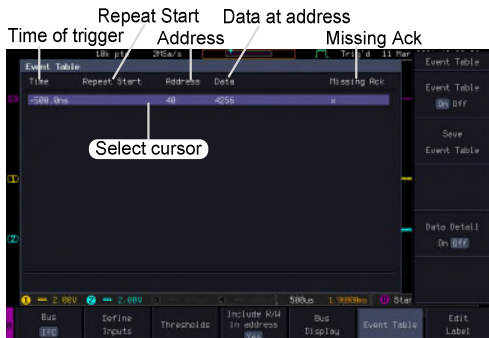 Repeat Start Data at address
Time of trigger Address Missing Ack
10k pts 2MSa/s Trig'd 11 Mar
Event Table Event Table
Time Repeat Start Address Data Missing Ack
Event Table
On Off
-500.0ns 40 4256 x
Save
Event Table
Select cursor
Data Detail
On Off
1 2.00V 2 2.00V 500us Star
Bus Define Thresholds Include R/W Bus Event Table Edit
I²C Inputs in address Display Label
Yes